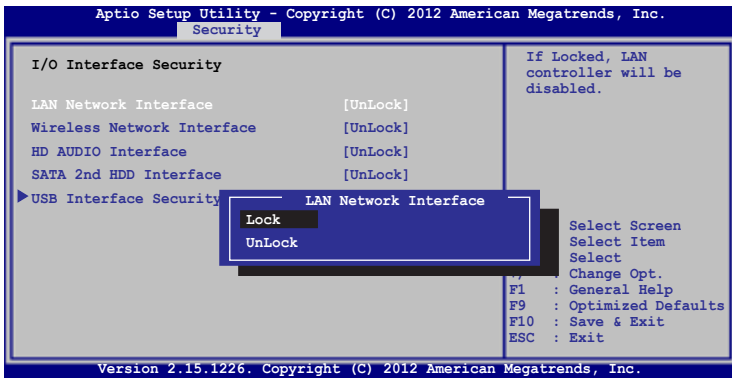 Aptio Setup Utility - Copyright (C) 2012 American Megatrends, Inc.
Security
I/O Interface Security
LAN Network Interface [UnLock]
Wireless Network Interface [UnLock]
HD AUDIO Interface [UnLock]
SATA 2nd HDD Interface [UnLock]
USB Interface Security
If Locked, LAN
controller will be
disabled.
LAN Network Interface
Lock
UnLock
Select Screen
Select Item
Select
: Change Opt.
F1 : General Help
F9 : Optimized Defaults
F10 : Save & Exit
ESC : Exit
Version 2.15.1226. Copyright (C) 2012 American Megatrends, Inc.